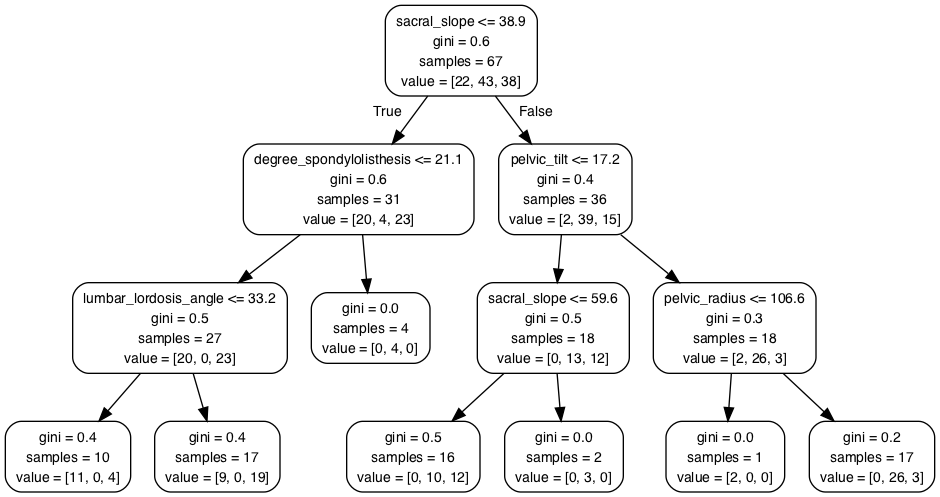 sacral_slope <= 38.9
gini = 0.6
samples = 67
value = [22, 43, 38]
True
False
degree_spondylolisthesis <= 21.1
gini = 0.6
samples = 31
value = [20, 4, 23]
pelvic_tilt <= 17.2
gini = 0.4
samples = 36
value = [2, 39, 15]
lumbar_lordosis_angle <= 33.2
gini = 0.5
samples = 27
value = [20, 0, 23]
gini = 0.0
samples = 4
value = [0, 4, 0]
sacral_slope <= 59.6
gini = 0.5
samples = 18
value = [0, 13, 12]
pelvic_radius <= 106.6
gini = 0.3
samples = 18
value = [2, 26, 3]
gini = 0.4
samples = 10
value = [11, 0, 4]
gini = 0.4
samples = 17
value = [9, 0, 19]
gini = 0.5
samples = 16
value = [0, 10, 12]
gini = 0.0
samples = 2
value = [0, 3, 0]
gini = 0.0
samples = 1
value = [2, 0, 0]
gini = 0.2
samples = 17
value = [0, 26, 3]